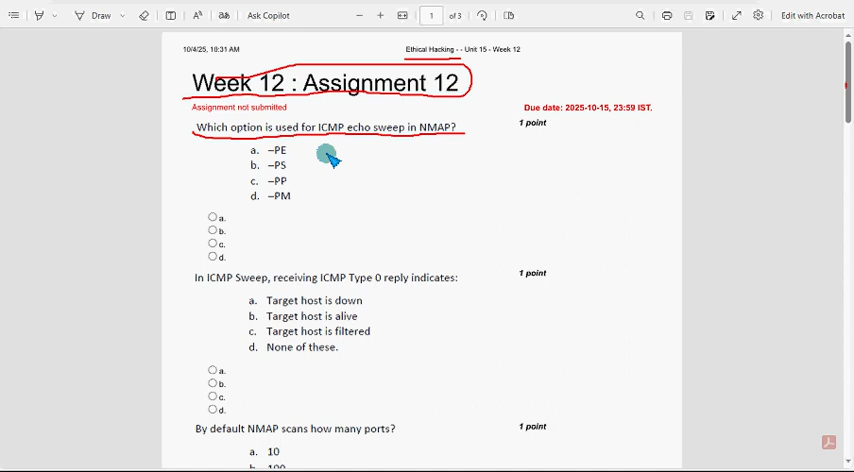 Draw
Ask Copilot
1 of 3
Edit with Acrobat
10/4/25, 10:31 AM Ethical Hacking - - Unit 15 - Week 12
Week 12 : Assignment 12
Assignment not submitted Due date: 2025-10-15, 23:59 IST.
Which option is used for ICMP echo sweep in NMAP? 1 point
a. –PE
b. –PS
c. –PP
d. –PM
a.
b.
c.
d.
In ICMP Sweep, receiving ICMP Type 0 reply indicates: 1 point
a. Target host is down
b. Target host is alive
c. Target host is filtered
d. None of these.
a.
b.
c.
d.
By default NMAP scans how many ports? 1 point
a. 10
b. 100